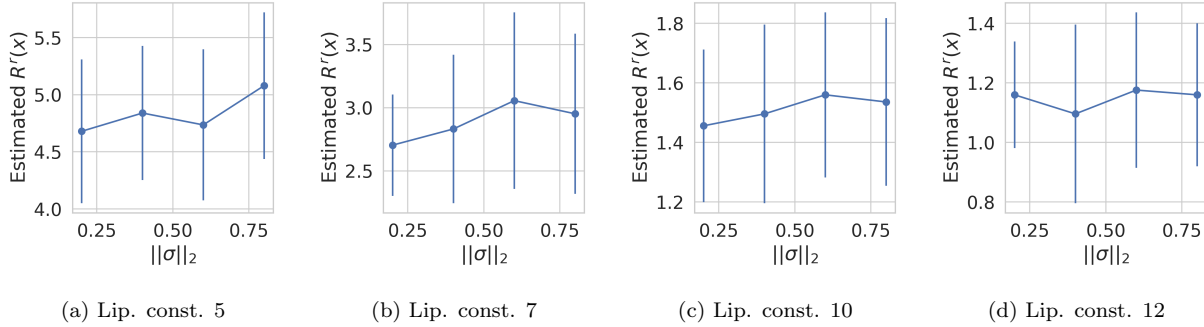 5.5
5.0
4.5
4.0
Estimated R^r(x)
0.25 0.50 0.75
||σ||₂
(a) Lip. const. 5
3.5
3.0
2.5
Estimated R^r(x)
0.25 0.50 0.75
||σ||₂
(b) Lip. const. 7
1.8
1.6
1.4
1.2
Estimated R^r(x)
0.25 0.50 0.75
||σ||₂
(c) Lip. const. 10
1.4
1.2
1.0
0.8
Estimated R^r(x)
0.25 0.50 0.75
||σ||₂
(d) Lip. const. 12